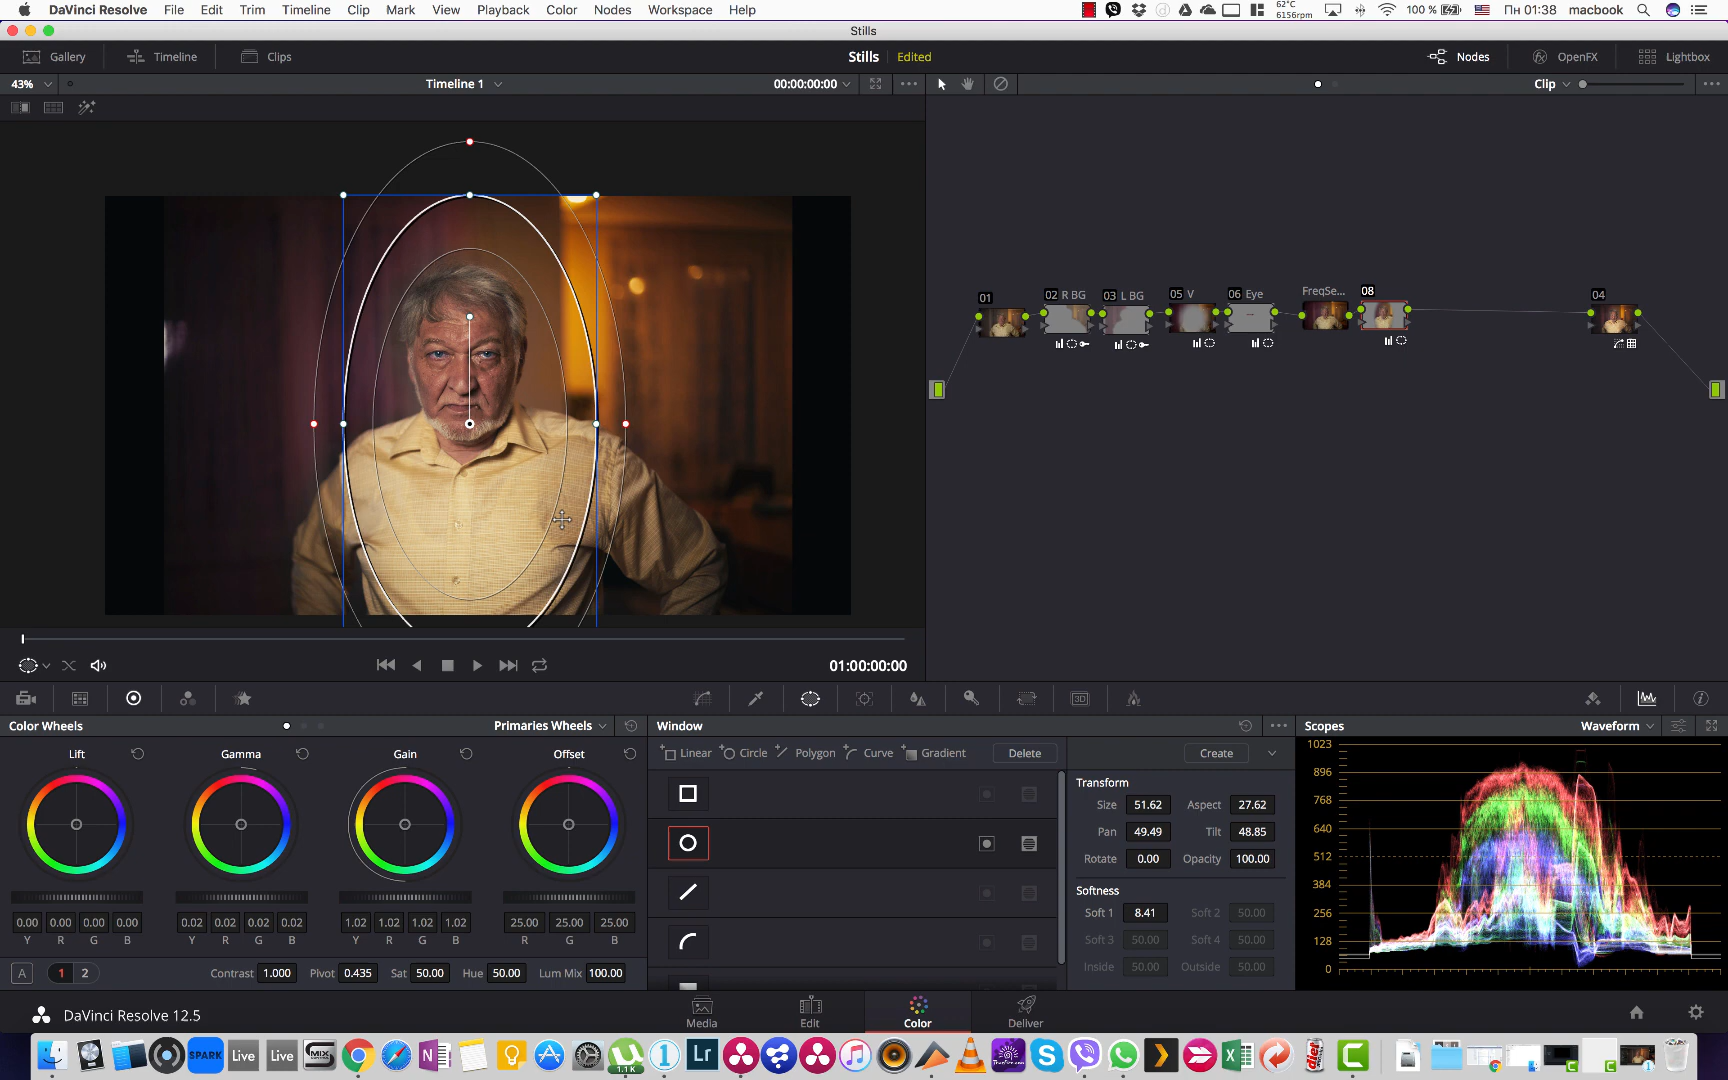 DaVinci Resolve File Edit Trim Timeline Clip Mark View Playback Color Nodes Workspace Help 62°C 6156rpm 100 % Пн 01:38 macbook
Stills
Gallery Timeline Clips Stills Edited Nodes OpenFX Lightbox
43% Timeline 1 00:00:00:00 Clip
01 02 R BG 03 L BG 05 V 06 Eye FreqSe... 08 04
01:00:00:00
Color Wheels Primaries Wheels Window Scopes Waveform
Lift Gamma Gain Offset
Linear Circle Polygon Curve Gradient Delete Create
Transform
Size 51.62 Aspect 27.62
Pan 49.49 Tilt 48.85
Rotate 0.00 Opacity 100.00
Softness
Soft 1 8.41 Soft 2 50.00
Soft 3 50.00 Soft 4 50.00
Inside 50.00 Outside 50.00
1023
896
768
640
512
384
256
128
0
0.00 0.00 0.00 0.00 0.02 0.02 0.02 0.02 1.02 1.02 1.02 1.02 25.00 25.00 25.00
Y R G B Y R G B Y R G B R G B
A 1 2 Contrast 1.000 Pivot 0.435 Sat 50.00 Hue 50.00 Lum Mix 100.00
DaVinci Resolve 12.5 Media Edit Color Deliver
SPARK Live Live MIX 1.1 K Lr